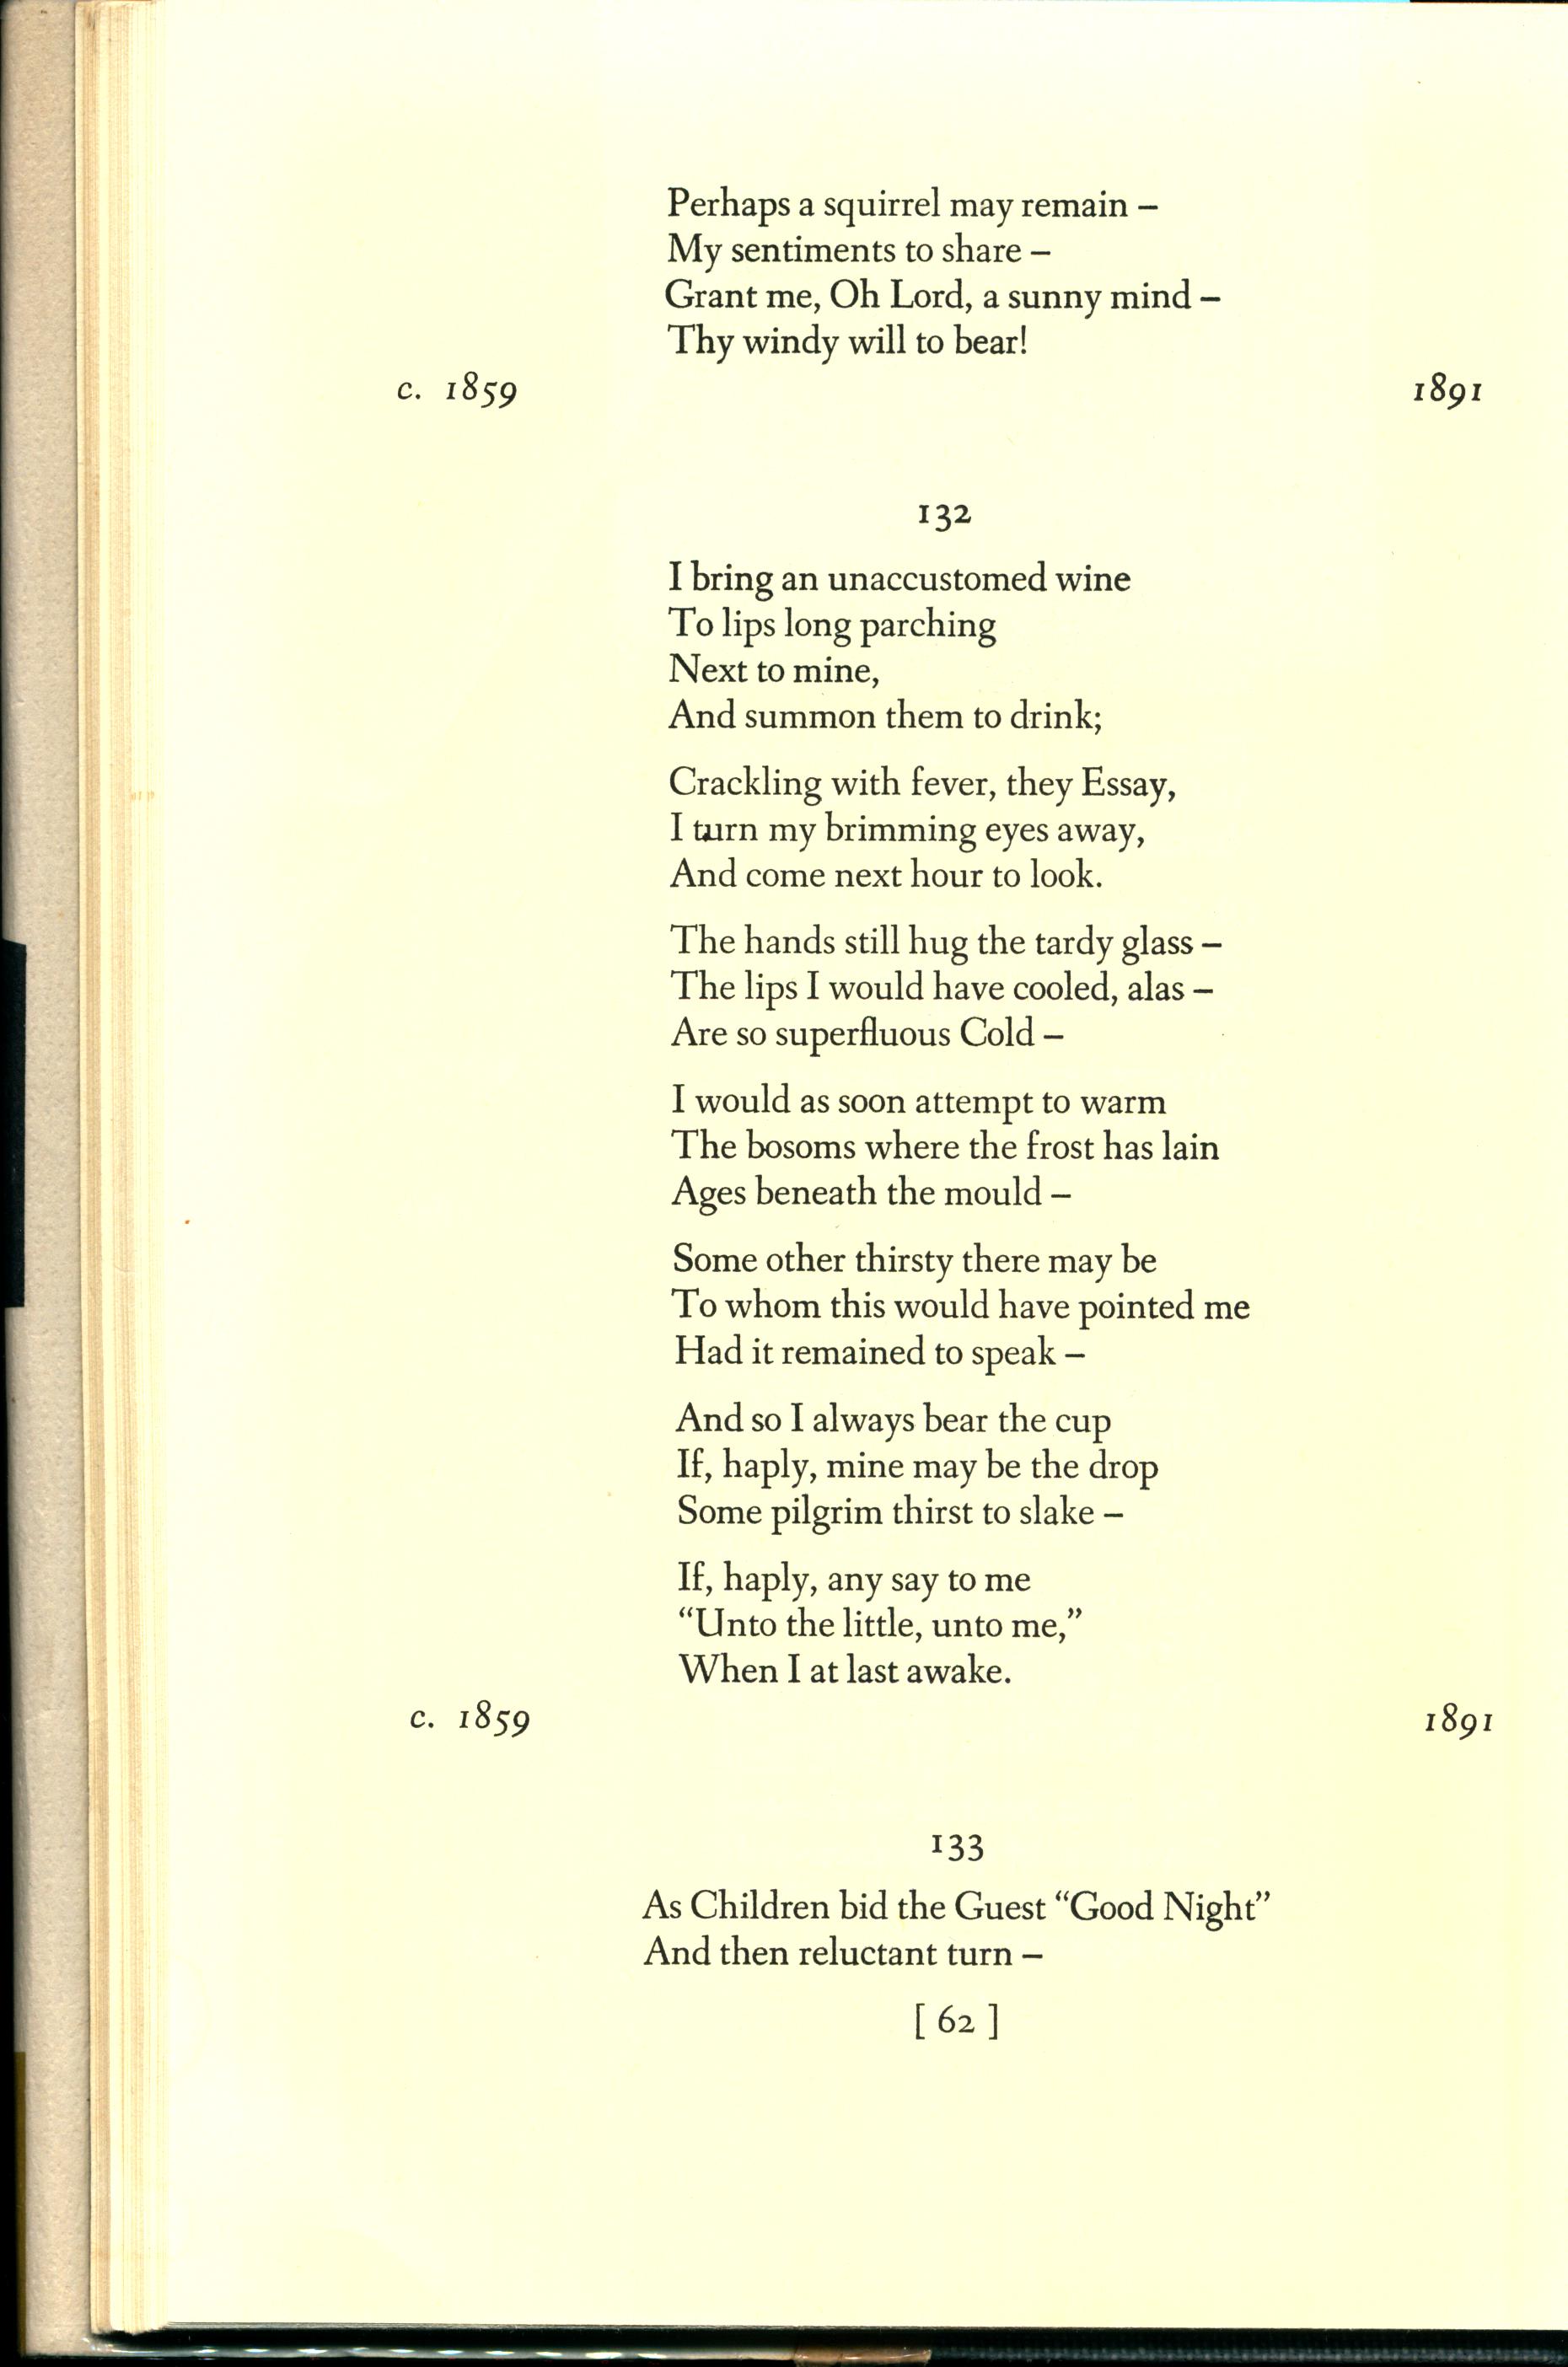 Perhaps a squirrel may remain –
My sentiments to share –
Grant me, Oh Lord, a sunny mind –
Thy windy will to bear!
c. 1859 1891
132
I bring an unaccustomed wine
To lips long parching
Next to mine,
And summon them to drink;
Crackling with fever, they Essay,
I turn my brimming eyes away,
And come next hour to look.
The hands still hug the tardy glass –
The lips I would have cooled, alas –
Are so superfluous Cold –
I would as soon attempt to warm
The bosoms where the frost has lain
Ages beneath the mould –
Some other thirsty there may be
To whom this would have pointed me
Had it remained to speak –
And so I always bear the cup
If, haply, mine may be the drop
Some pilgrim thirst to slake –
If, haply, any say to me
“Unto the little, unto me,”
When I at last awake.
c. 1859 1891
133
As Children bid the Guest “Good Night”
And then reluctant turn –
[ 62 ]